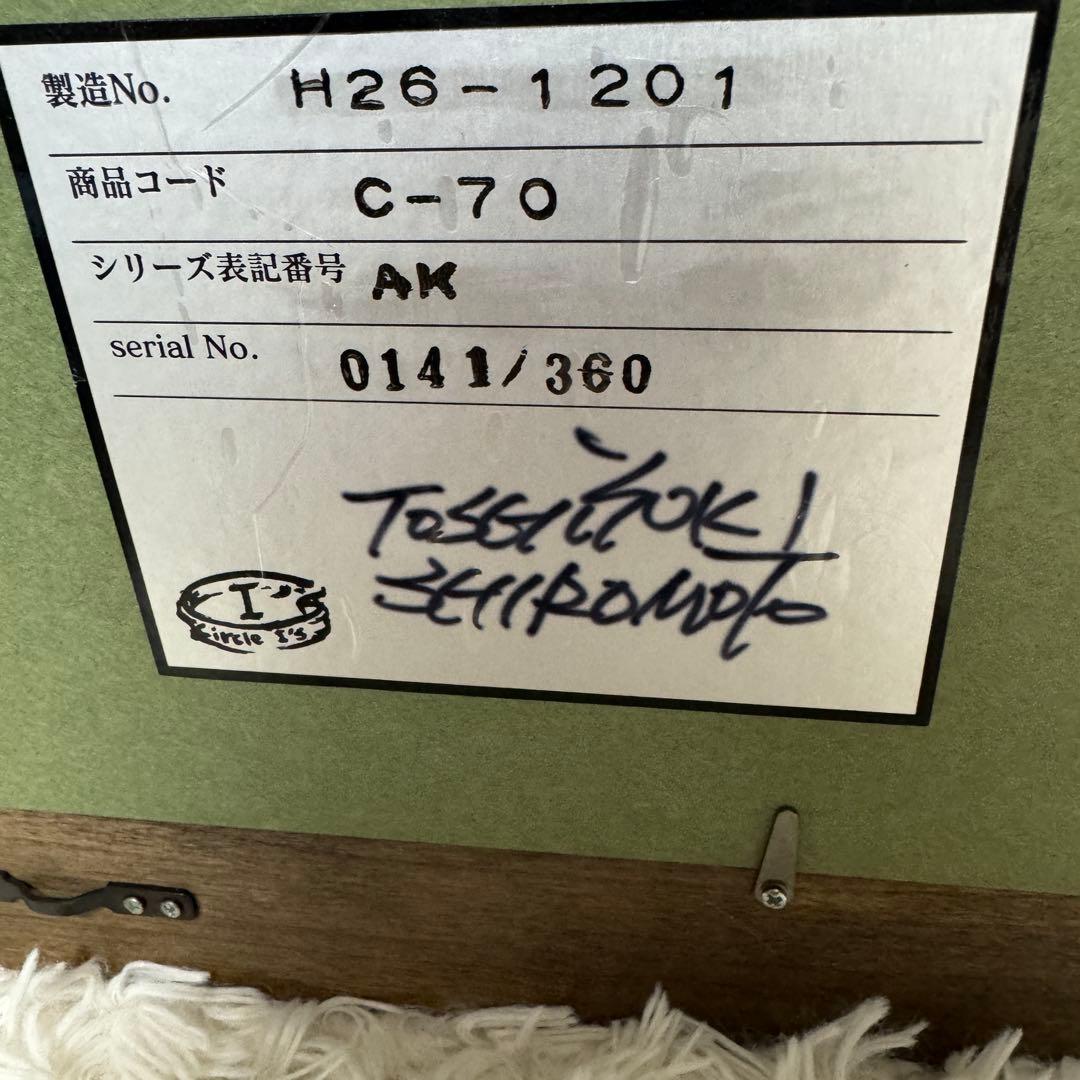 製造No. H26-1201
商品コード C-70
シリーズ表記番号 AK
serial No. 0141/360
SHIROMOTO
I
Circle I's